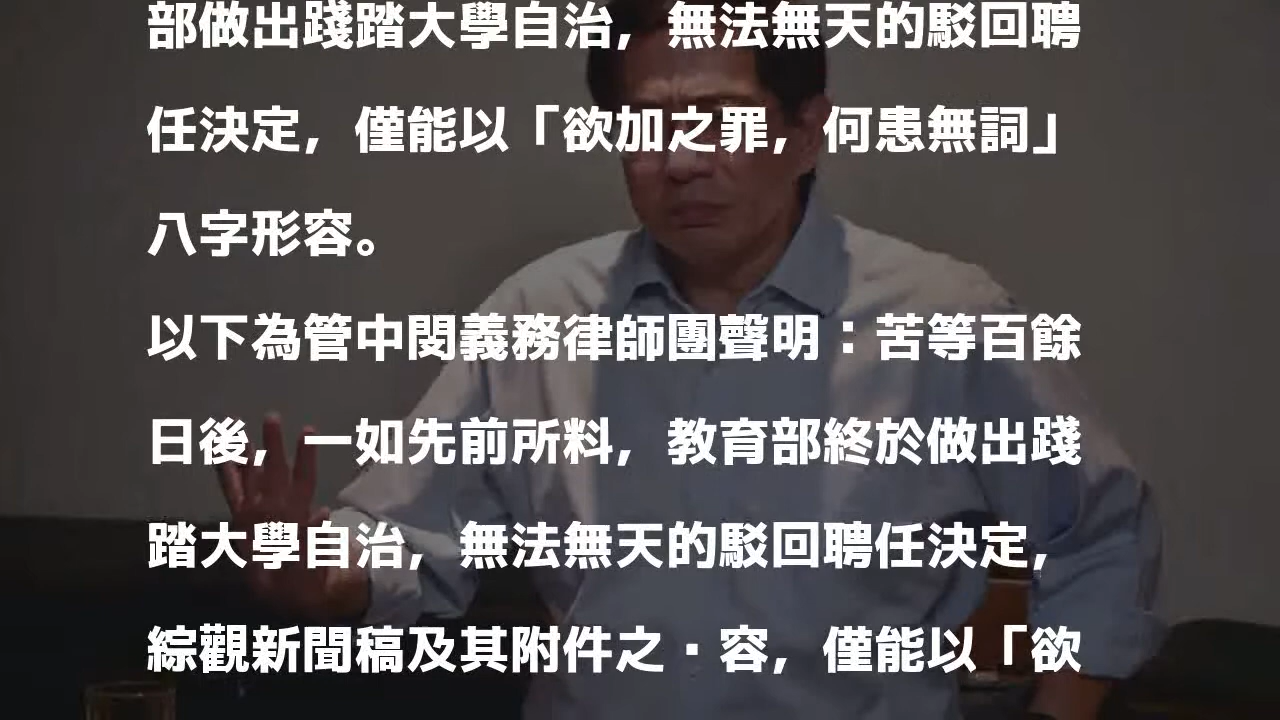 部做出踐踏大學自治，無法無天的駁回聘
任決定，僅能以「欲加之罪，何患無詞」
八字形容。
以下為管中閔義務律師團聲明：苦等百餘
日後，一如先前所料，教育部終於做出踐
踏大學自治，無法無天的駁回聘任決定，
綜觀新聞稿及其附件之·容，僅能以「欲